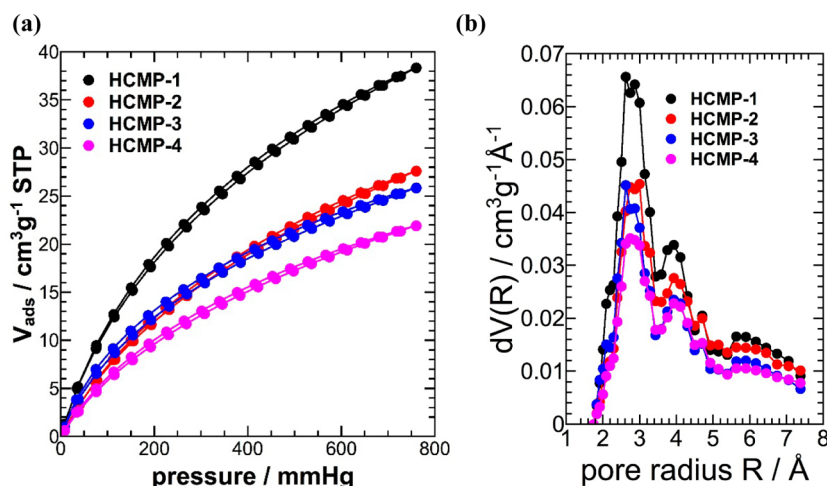 (a)
40
35
30
25
20
15
10
5
0
V_ads / cm³g⁻¹ STP
HCMP-1
HCMP-2
HCMP-3
HCMP-4
0 200 400 600 800
pressure / mmHg
(b)
0.07
0.06
0.05
0.04
0.03
0.02
0.01
0
dV(R) / cm³g⁻¹Å⁻¹
HCMP-1
HCMP-2
HCMP-3
HCMP-4
1 2 3 4 5 6 7 8
pore radius R / Å